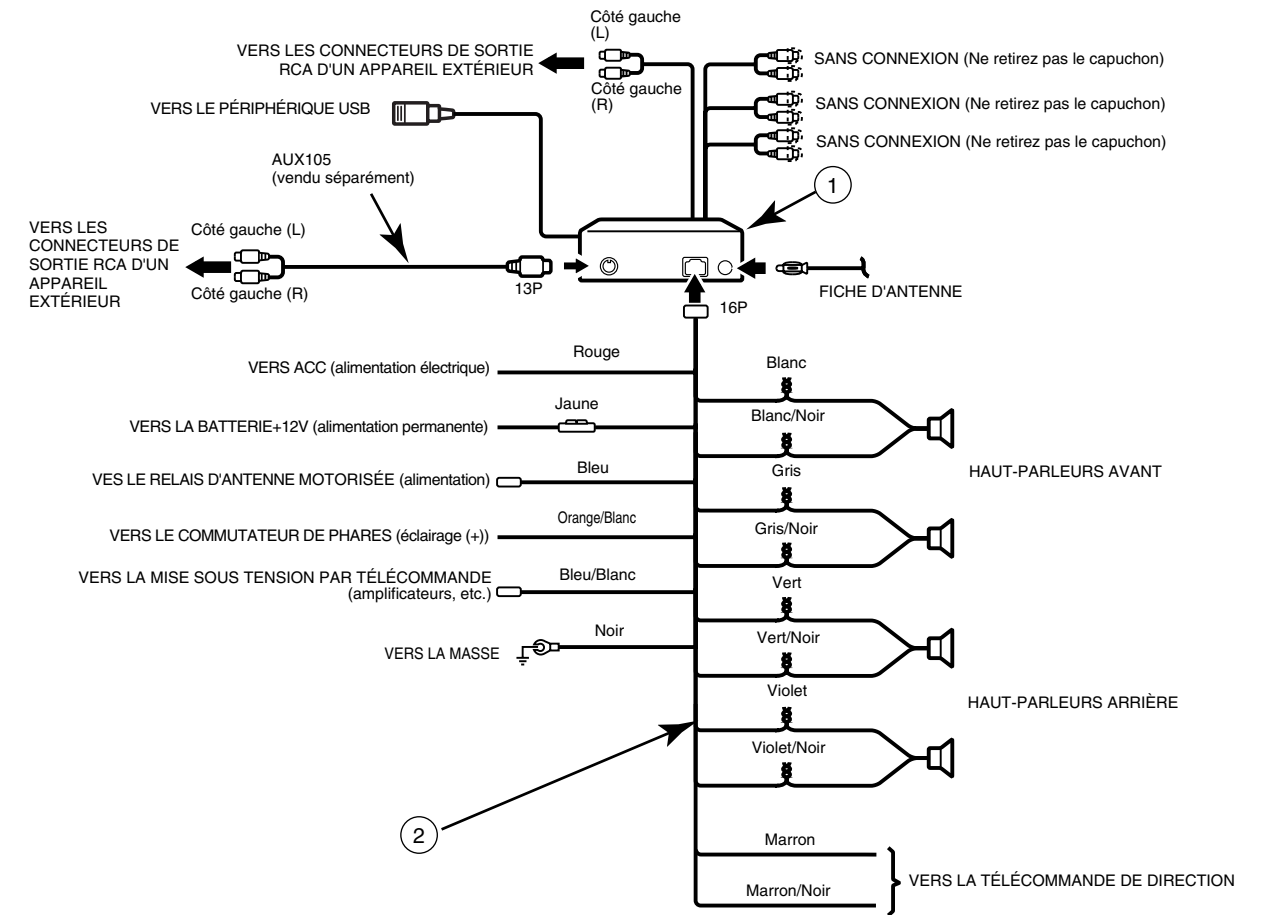 Côté gauche
(L)
VERS LES CONNECTEURS DE SORTIE
RCA D'UN APPAREIL EXTÉRIEUR
Côté gauche
(R)
SANS CONNEXION (Ne retirez pas le capuchon)
VERS LE PÉRIPHÉRIQUE USB
SANS CONNEXION (Ne retirez pas le capuchon)
SANS CONNEXION (Ne retirez pas le capuchon)
AUX105
(vendu séparément)
1
VERS LES
CONNECTEURS DE
SORTIE RCA D'UN
APPAREIL
EXTÉRIEUR
Côté gauche (L)
Côté gauche (R)
13P
FICHE D'ANTENNE
16P
Rouge
VERS ACC (alimentation électrique)
Jaune
VERS LA BATTERIE+12V (alimentation permanente)
Bleu
VES LE RELAIS D'ANTENNE MOTORISÉE (alimentation)
Orange/Blanc
VERS LE COMMUTATEUR DE PHARES (éclairage (+))
Bleu/Blanc
VERS LA MISE SOUS TENSION PAR TÉLÉCOMMANDE
(amplificateurs, etc.)
Noir
VERS LA MASSE
Blanc
Blanc/Noir
HAUT-PARLEURS AVANT
Gris
Gris/Noir
Vert
Vert/Noir
HAUT-PARLEURS ARRIÈRE
Violet
Violet/Noir
2
Marron
Marron/Noir
VERS LA TÉLÉCOMMANDE DE DIRECTION